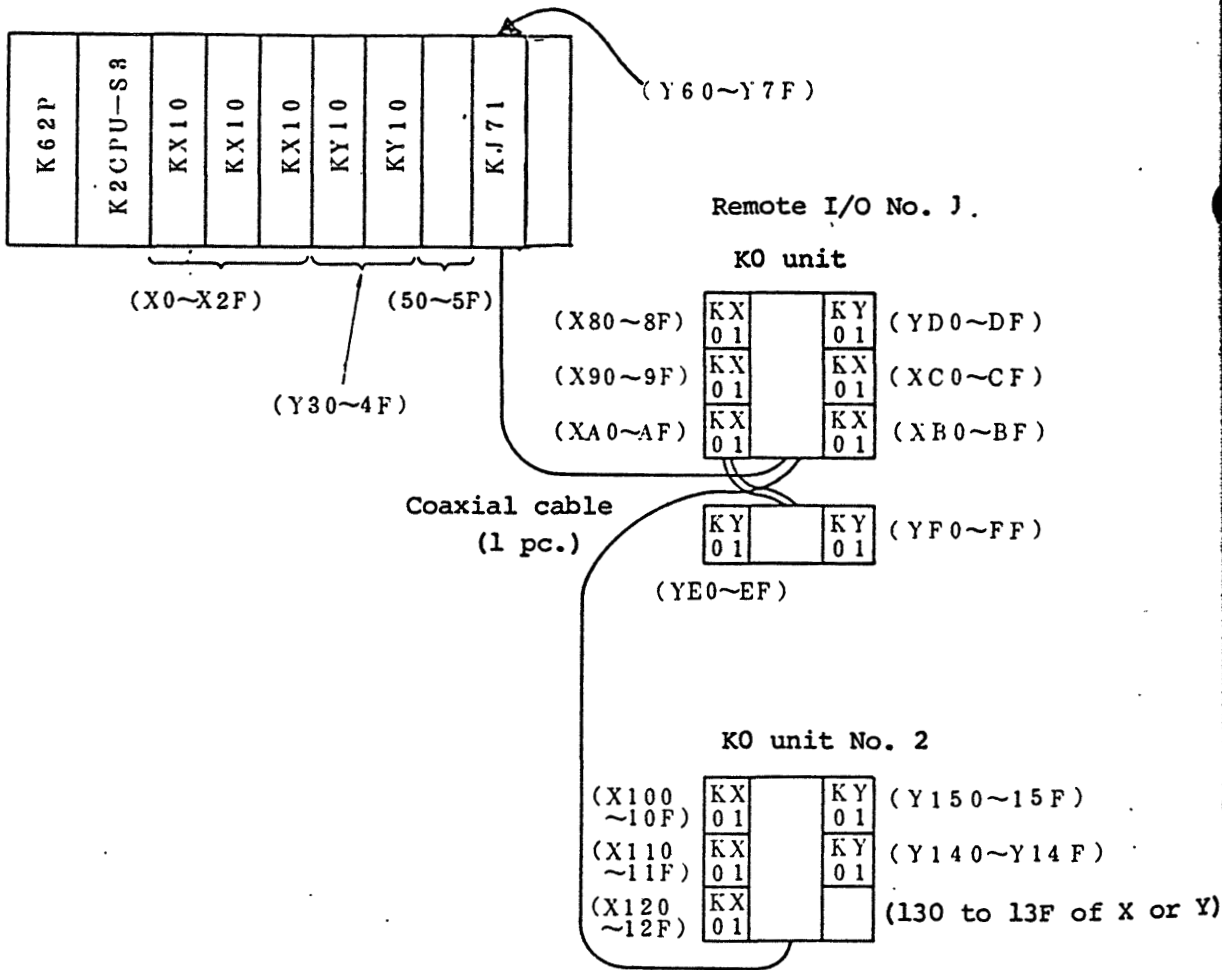 K62P
K2CPU-S3
KX10
KX10
KX10
KY10
KY10
KJ71
(Y60~Y7F)
(X0~X2F)
(50~5F)
(Y30~4F)
Remote I/O No. 1.
K0 unit
(X80~8F)
KX
01
KY
01
(YD0~DF)
(X90~9F)
KX
01
KX
01
(XC0~CF)
(XA0~AF)
KX
01
KX
01
(XB0~BF)
Coaxial cable
(1 pc.)
KY
01
KY
01
(YF0~FF)
(YE0~EF)
K0 unit No. 2
(X100
~10F)
KX
01
KY
01
(Y150~15F)
(X110
~11F)
KX
01
KY
01
(Y140~Y14F)
(X120
~12F)
KX
01
(130 to 13F of X or Y)